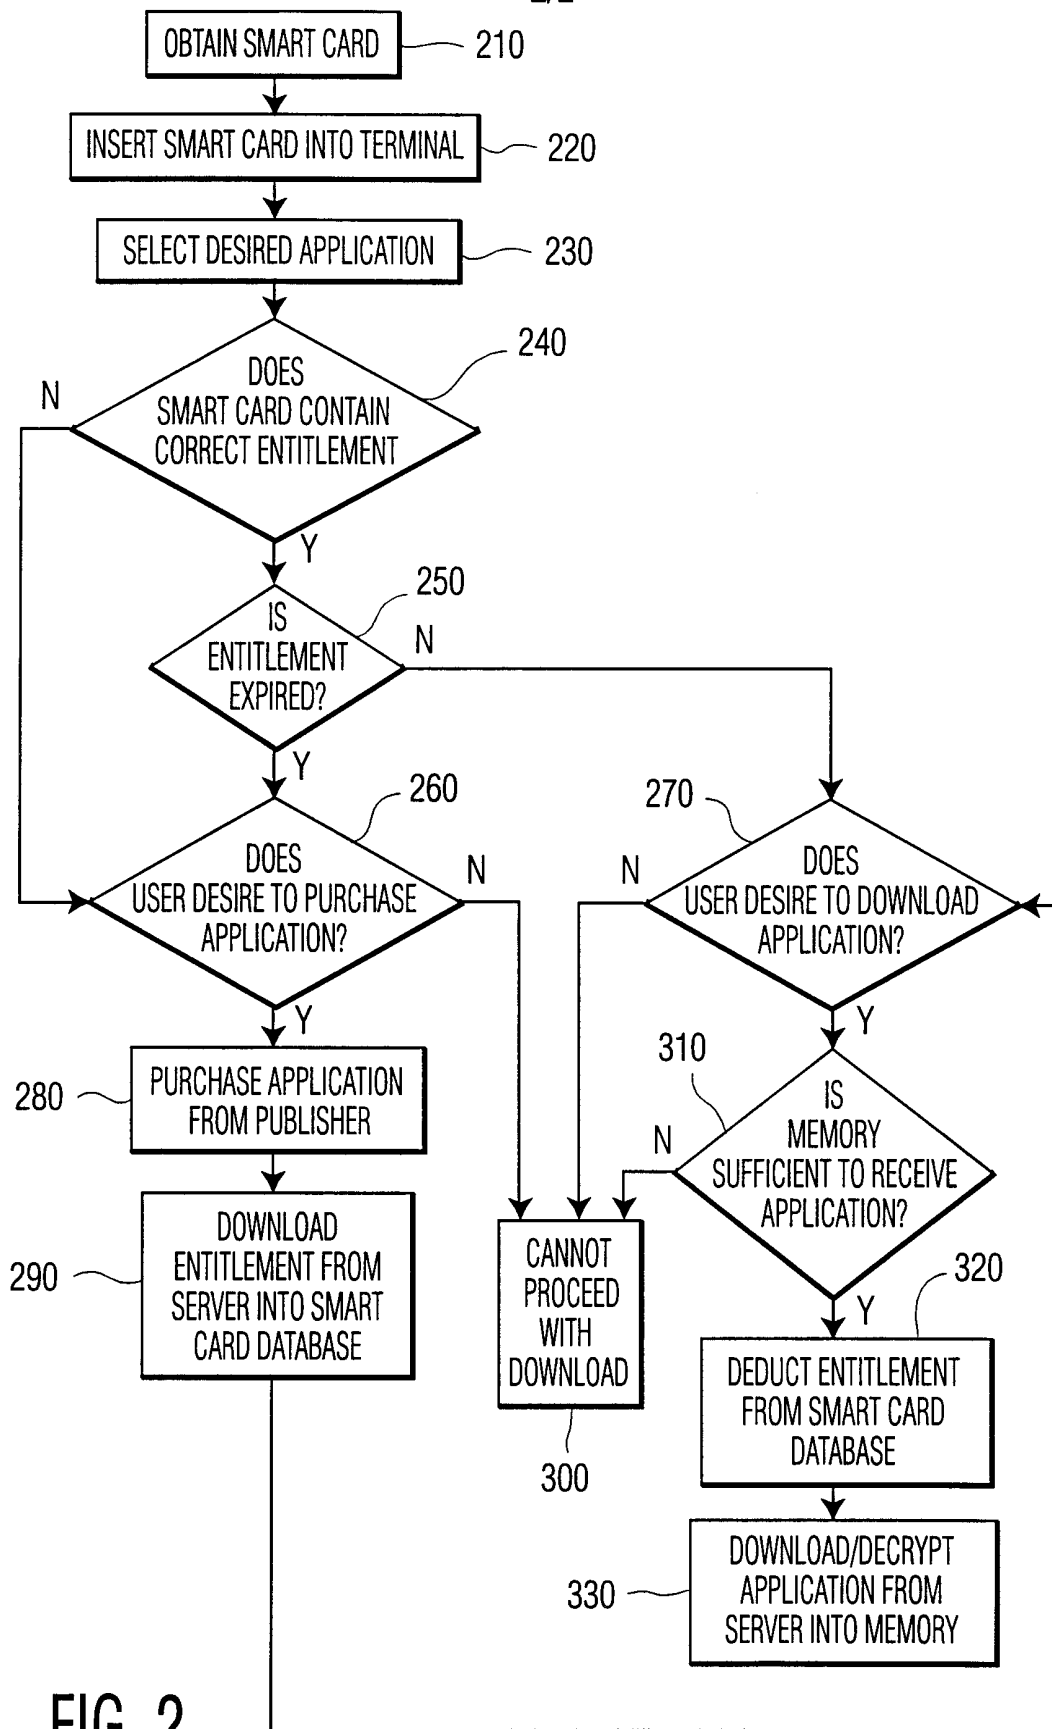 OBTAIN SMART CARD
210
INSERT SMART CARD INTO TERMINAL
220
SELECT DESIRED APPLICATION
230
240
DOES
SMART CARD CONTAIN
CORRECT ENTITLEMENT
N
Y
250
IS
ENTITLEMENT
EXPIRED?
N
Y
260
DOES
USER DESIRE TO PURCHASE
APPLICATION?
N
Y
270
DOES
USER DESIRE TO DOWNLOAD
APPLICATION?
N
Y
280
PURCHASE APPLICATION
FROM PUBLISHER
310
IS
MEMORY
SUFFICIENT TO RECEIVE
APPLICATION?
N
Y
290
DOWNLOAD
ENTITLEMENT FROM
SERVER INTO SMART
CARD DATABASE
CANNOT
PROCEED
WITH
DOWNLOAD
300
320
DEDUCT ENTITLEMENT
FROM SMART CARD
DATABASE
330
DOWNLOAD/DECRYPT
APPLICATION FROM
SERVER INTO MEMORY
FIG. 2